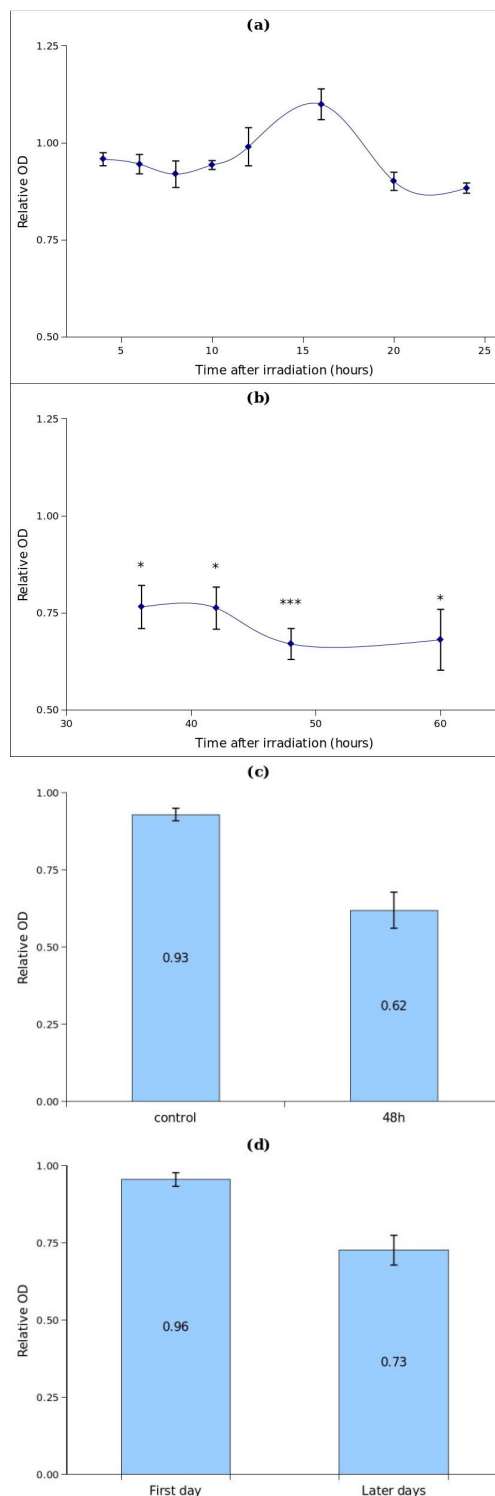 (a)
1.25
1.00
0.75
0.50
Relative OD
5 10 15 20 25
Time after irradiation (hours)
(b)
1.25
1.00
0.75
0.50
Relative OD
* * *** *
30 40 50 60
Time after irradiation (hours)
(c)
1.00
0.75
0.50
0.25
0.00
Relative OD
0.93
0.62
control 48h
(d)
1.00
0.75
0.50
0.25
0.00
Relative OD
0.96
0.73
First day Later days